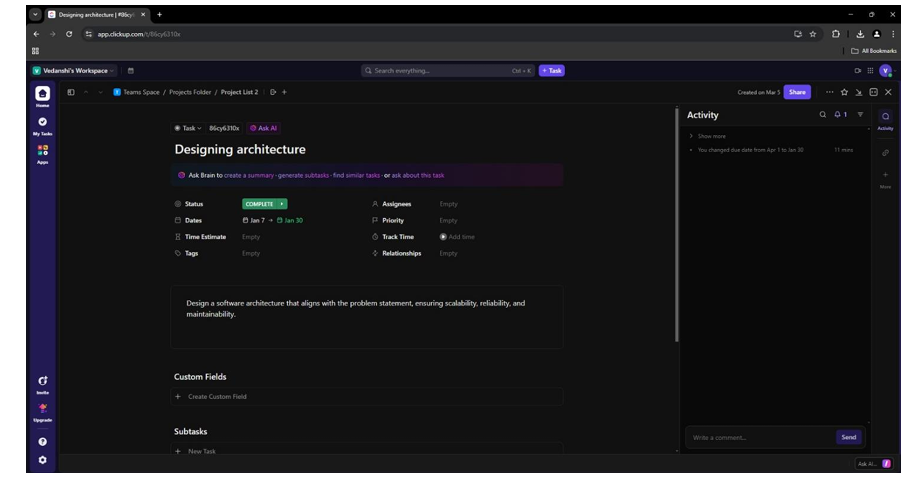 Designing architecture | #86cy6
app.clickup.com/t/86cy6310x
All Bookmarks
V Vedanshi's Workspace
Search everything...
Ctrl + K
+ Task
V
Home
My Tasks
Apps
Invite
Upgrade
Teams Space / Projects Folder / Project List 2
Created on Mar 5
Share
Task
86cy6310x
Ask AI
Designing architecture
Ask Brain to create a summary · generate subtasks · find similar tasks · or ask about this task
Status
COMPLETE
Assignees
Empty
Dates
Jan 7 → Jan 30
Priority
Empty
Time Estimate
Empty
Track Time
Add time
Tags
Empty
Relationships
Empty
Design a software architecture that aligns with the problem statement, ensuring scalability, reliability, and
maintainability.
Custom Fields
+ Create Custom Field
Subtasks
+ New Task
Activity
1
Show more
You changed due date from Apr 1 to Jan 30
11 mins
Write a comment...
Send
Activity
More
Ask AI...